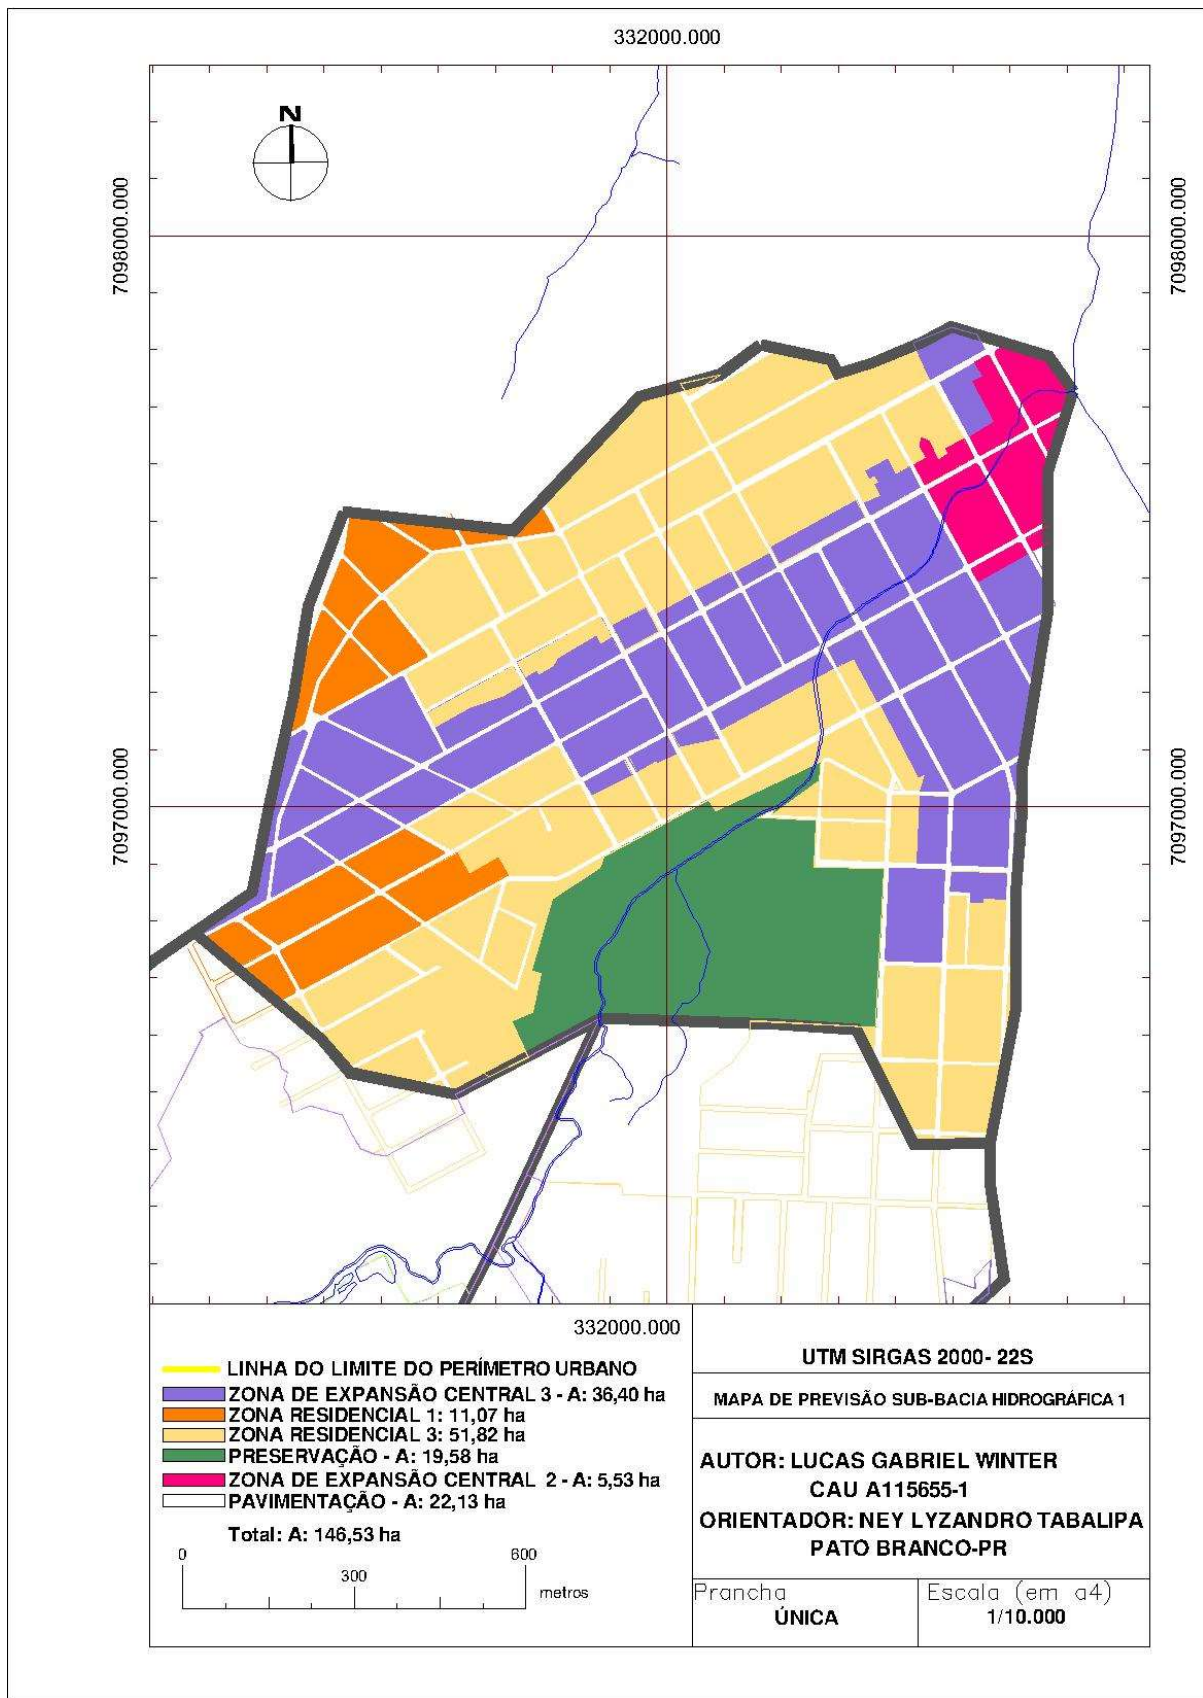 332000.000
N
7098000.000
7098000.000
7097000.000
7097000.000
332000.000
LINHA DO LIMITE DO PERÍMETRO URBANO
ZONA DE EXPANSÃO CENTRAL 3 - A: 36,40 ha
ZONA RESIDENCIAL 1: 11,07 ha
ZONA RESIDENCIAL 3: 51,82 ha
PRESERVAÇÃO - A: 19,58 ha
ZONA DE EXPANSÃO CENTRAL 2 - A: 5,53 ha
PAVIMENTAÇÃO - A: 22,13 ha
Total: A: 146,53 ha
0 600
300
metros
UTM SIRGAS 2000- 22S
MAPA DE PREVISÃO SUB-BACIA HIDROGRÁFICA 1
AUTOR: LUCAS GABRIEL WINTER
CAU A115655-1
ORIENTADOR: NEY LYZANDRO TABALIPA
PATO BRANCO-PR
Prancha
ÚNICA
Escala (em a4)
1/10.000